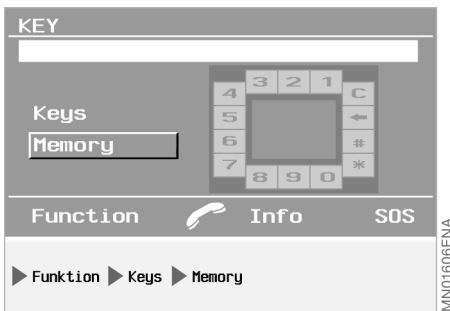 KEY
3 2 1
4 C
Keys 5 ←
Memory 6 #
7 *
8 9 0
Function Info SOS
Funktion Keys Memory
MN01606ENA